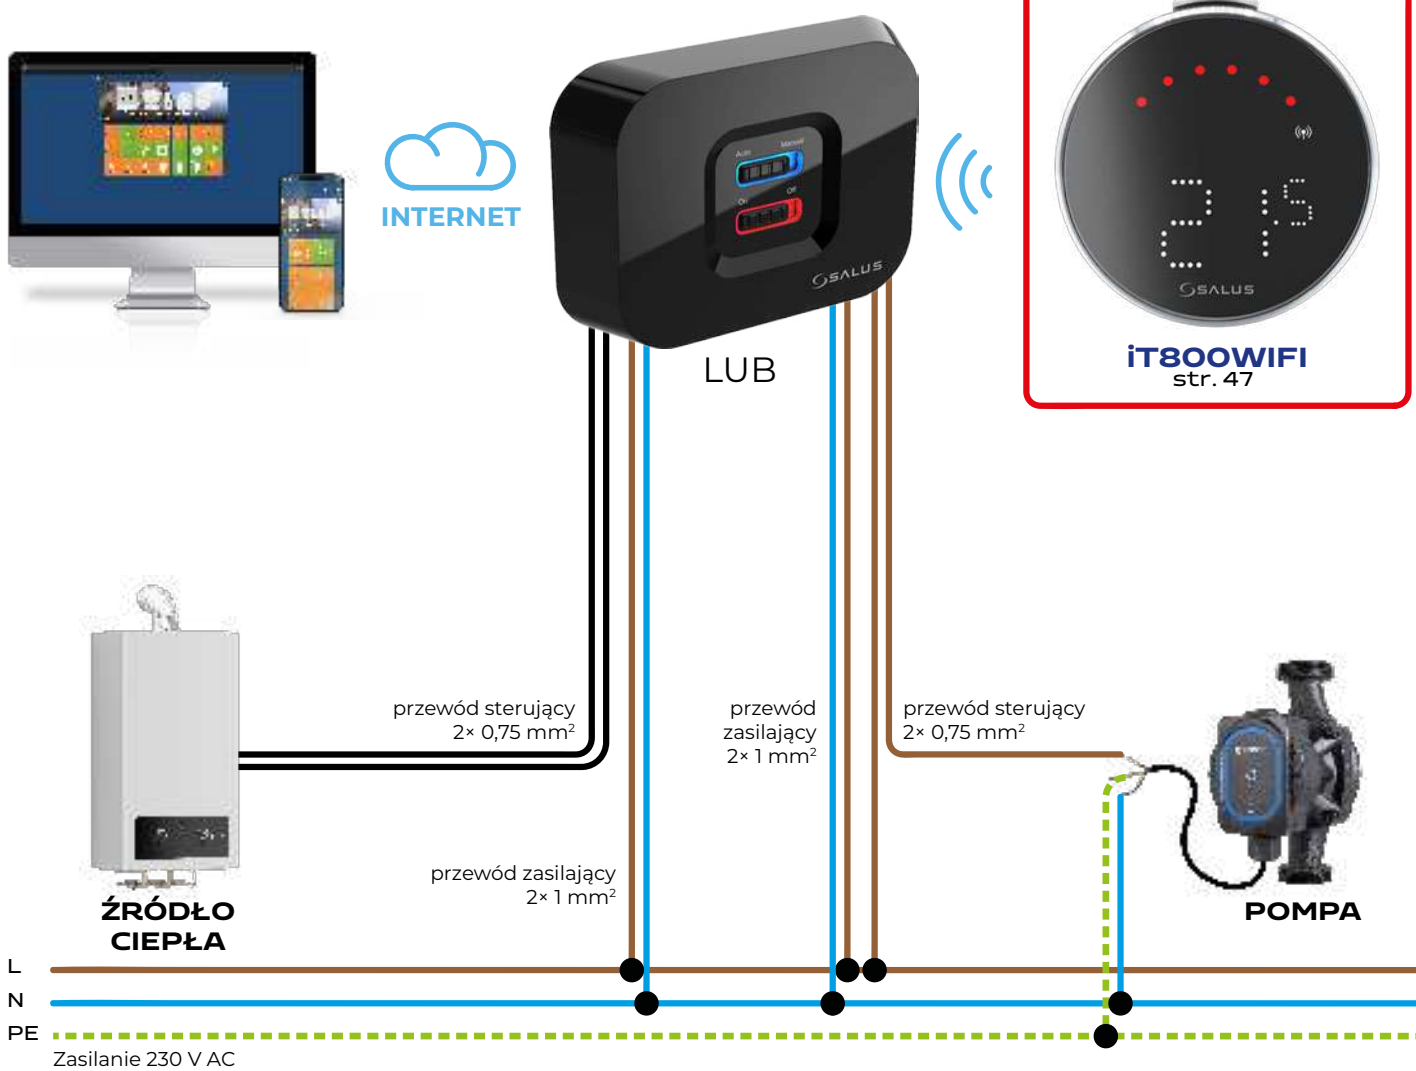 INTERNET
Auto
Manual
On
Off
SALUS
21.5
SALUS
iT800WIFI
str. 47
LUB
przewód sterujący
2× 0,75 mm²
przewód
zasilający
2× 1 mm²
przewód sterujący
2× 0,75 mm²
przewód zasilający
2× 1 mm²
ŹRÓDŁO
CIEPŁA
POMPA
L
N
PE
Zasilanie 230 V AC